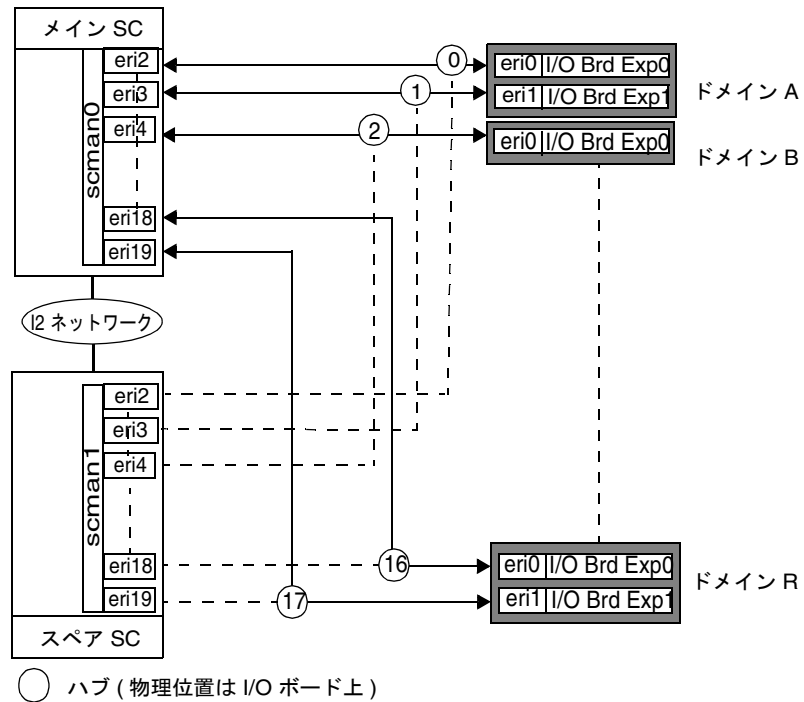 メイン SC
scman0
eri2
eri3
eri4
eri18
eri19
0
1
2
eri0 I/O Brd Exp0
eri1 I/O Brd Exp1
ドメイン A
eri0 I/O Brd Exp0
ドメイン B
I2 ネットワーク
scman1
eri2
eri3
eri4
eri18
eri19
16
17
eri0 I/O Brd Exp0
eri1 I/O Brd Exp1
ドメイン R
スペア SC
ハブ ( 物理位置は I/O ボード上 )